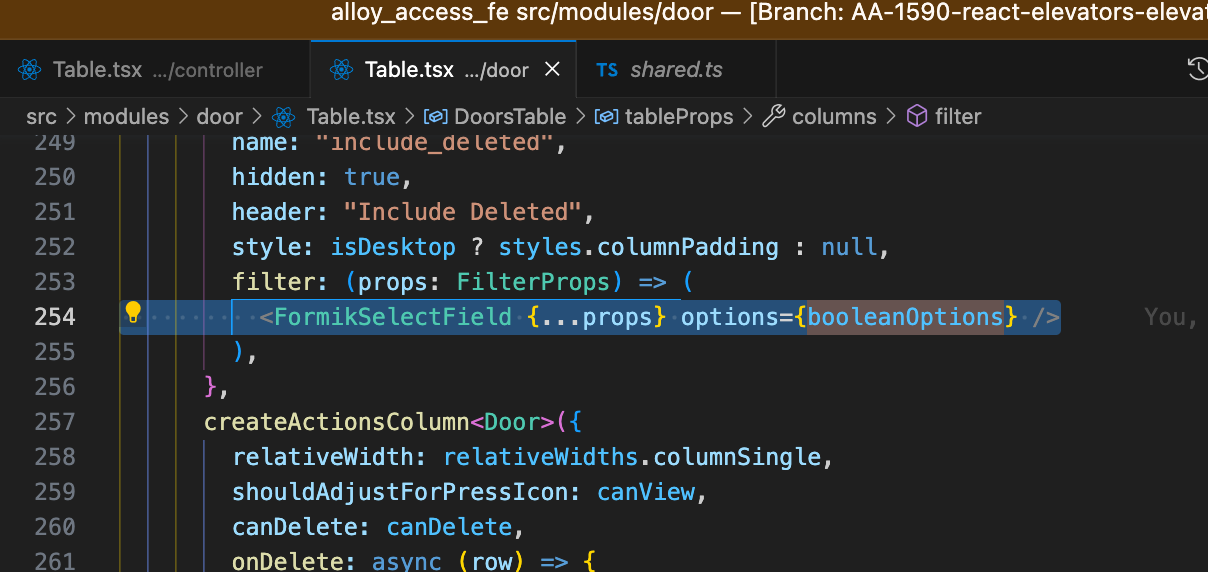 alloy_access_fe src/modules/door — [Branch: AA-1590-react-elevators-elevat
Table.tsx .../controller Table.tsx .../door × TS shared.ts
src > modules > door > Table.tsx > DoorsTable > tableProps > columns > filter
249 name: "include_deleted",
250 hidden: true,
251 header: "Include Deleted",
252 style: isDesktop ? styles.columnPadding : null,
253 filter: (props: FilterProps) => (
254 <FormikSelectField {...props} options={booleanOptions} /> You,
255 ),
256 },
257 createActionsColumn<Door>({
258 relativeWidth: relativeWidths.columnSingle,
259 shouldAdjustForPressIcon: canView,
260 canDelete: canDelete,
261 onDelete: async (row) => {